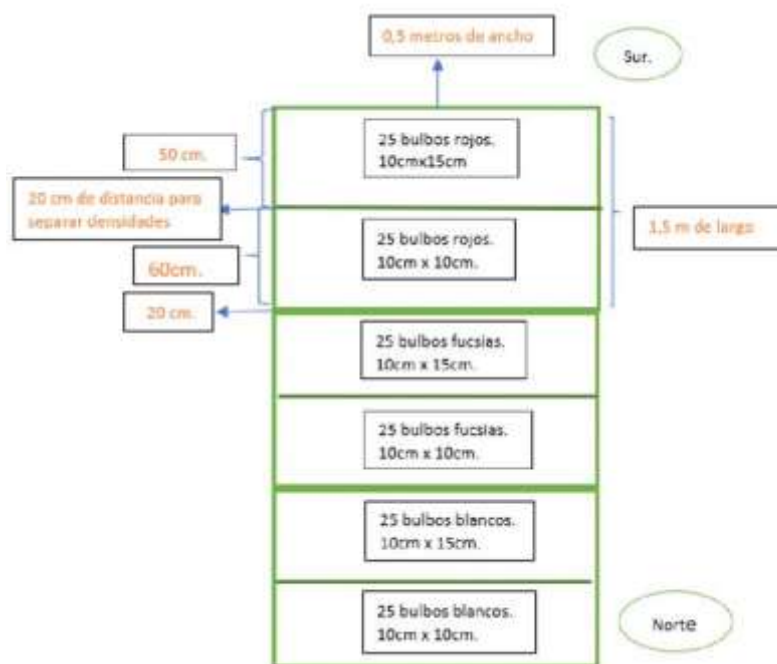 0,5 metros de ancho
Sur.
25 bulbos rojos.
10cmx15cm
50 cm.
20 cm de distancia para
separar densidades
1,5 m de largo
25 bulbos rojos.
10cm x 10cm.
60cm.
20 cm.
25 bulbos fucsias.
10cm x 15cm.
25 bulbos fucsias.
10cm x 10cm.
25 bulbos blancos.
10cm x 15cm.
25 bulbos blancos.
10cm x 10cm.
Norte